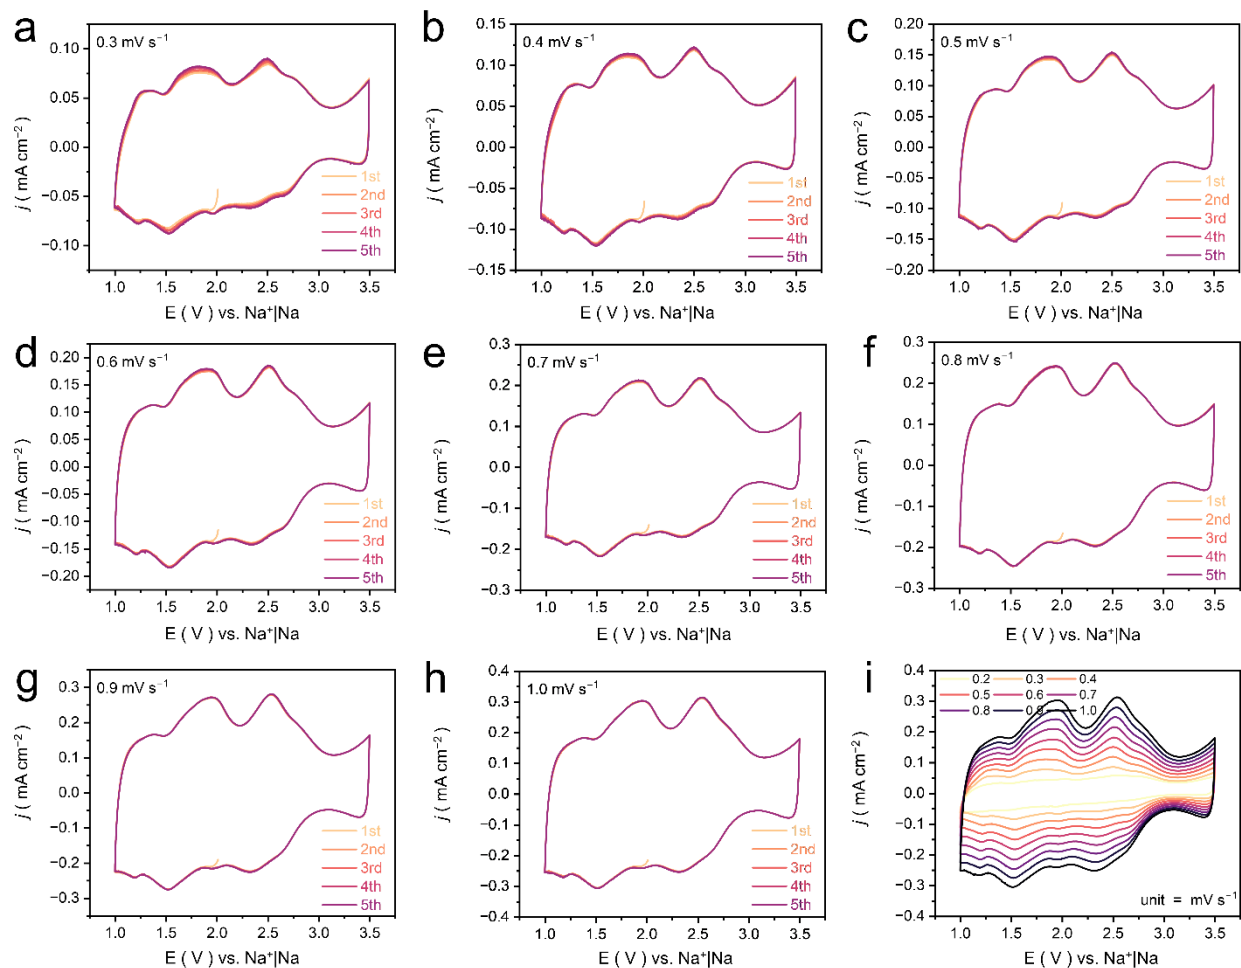 a
0.3 mV s⁻¹
0.10
0.05
0.00
−0.05
−0.10
j ( mA cm⁻²)
1st
2nd
3rd
4th
5th
1.0 1.5 2.0 2.5 3.0 3.5
E ( V ) vs. Na⁺|Na
b
0.4 mV s⁻¹
0.15
0.10
0.05
0.00
−0.05
−0.10
−0.15
j ( mA cm⁻²)
1st
2nd
3rd
4th
5th
1.0 1.5 2.0 2.5 3.0 3.5
E ( V ) vs. Na⁺|Na
c
0.5 mV s⁻¹
0.20
0.15
0.10
0.05
0.00
−0.05
−0.10
−0.15
−0.20
j ( mA cm⁻²)
1st
2nd
3rd
4th
5th
1.0 1.5 2.0 2.5 3.0 3.5
E ( V ) vs. Na⁺|Na
d
0.6 mV s⁻¹
0.20
0.15
0.10
0.05
0.00
−0.05
−0.10
−0.15
−0.20
j ( mA cm⁻²)
1st
2nd
3rd
4th
5th
1.0 1.5 2.0 2.5 3.0 3.5
E ( V ) vs. Na⁺|Na
e
0.7 mV s⁻¹
0.3
0.2
0.1
0.0
−0.1
−0.2
−0.3
j ( mA cm⁻²)
1st
2nd
3rd
4th
5th
1.0 1.5 2.0 2.5 3.0 3.5
E ( V ) vs. Na⁺|Na
f
0.8 mV s⁻¹
0.3
0.2
0.1
0.0
−0.1
−0.2
−0.3
j ( mA cm⁻²)
1st
2nd
3rd
4th
5th
1.0 1.5 2.0 2.5 3.0 3.5
E ( V ) vs. Na⁺|Na
g
0.9 mV s⁻¹
0.3
0.2
0.1
0.0
−0.1
−0.2
−0.3
j ( mA cm⁻²)
1st
2nd
3rd
4th
5th
1.0 1.5 2.0 2.5 3.0 3.5
E ( V ) vs. Na⁺|Na
h
1.0 mV s⁻¹
0.4
0.3
0.2
0.1
0.0
−0.1
−0.2
−0.3
−0.4
j ( mA cm⁻²)
1st
2nd
3rd
4th
5th
1.0 1.5 2.0 2.5 3.0 3.5
E ( V ) vs. Na⁺|Na
i
0.2 0.3 0.4
0.5 0.6 0.7
0.8 0.9 1.0
0.4
0.3
0.2
0.1
0.0
−0.1
−0.2
−0.3
−0.4
j ( mA cm⁻²)
unit = mV s⁻¹
1.0 1.5 2.0 2.5 3.0 3.5
E ( V ) vs. Na⁺|Na